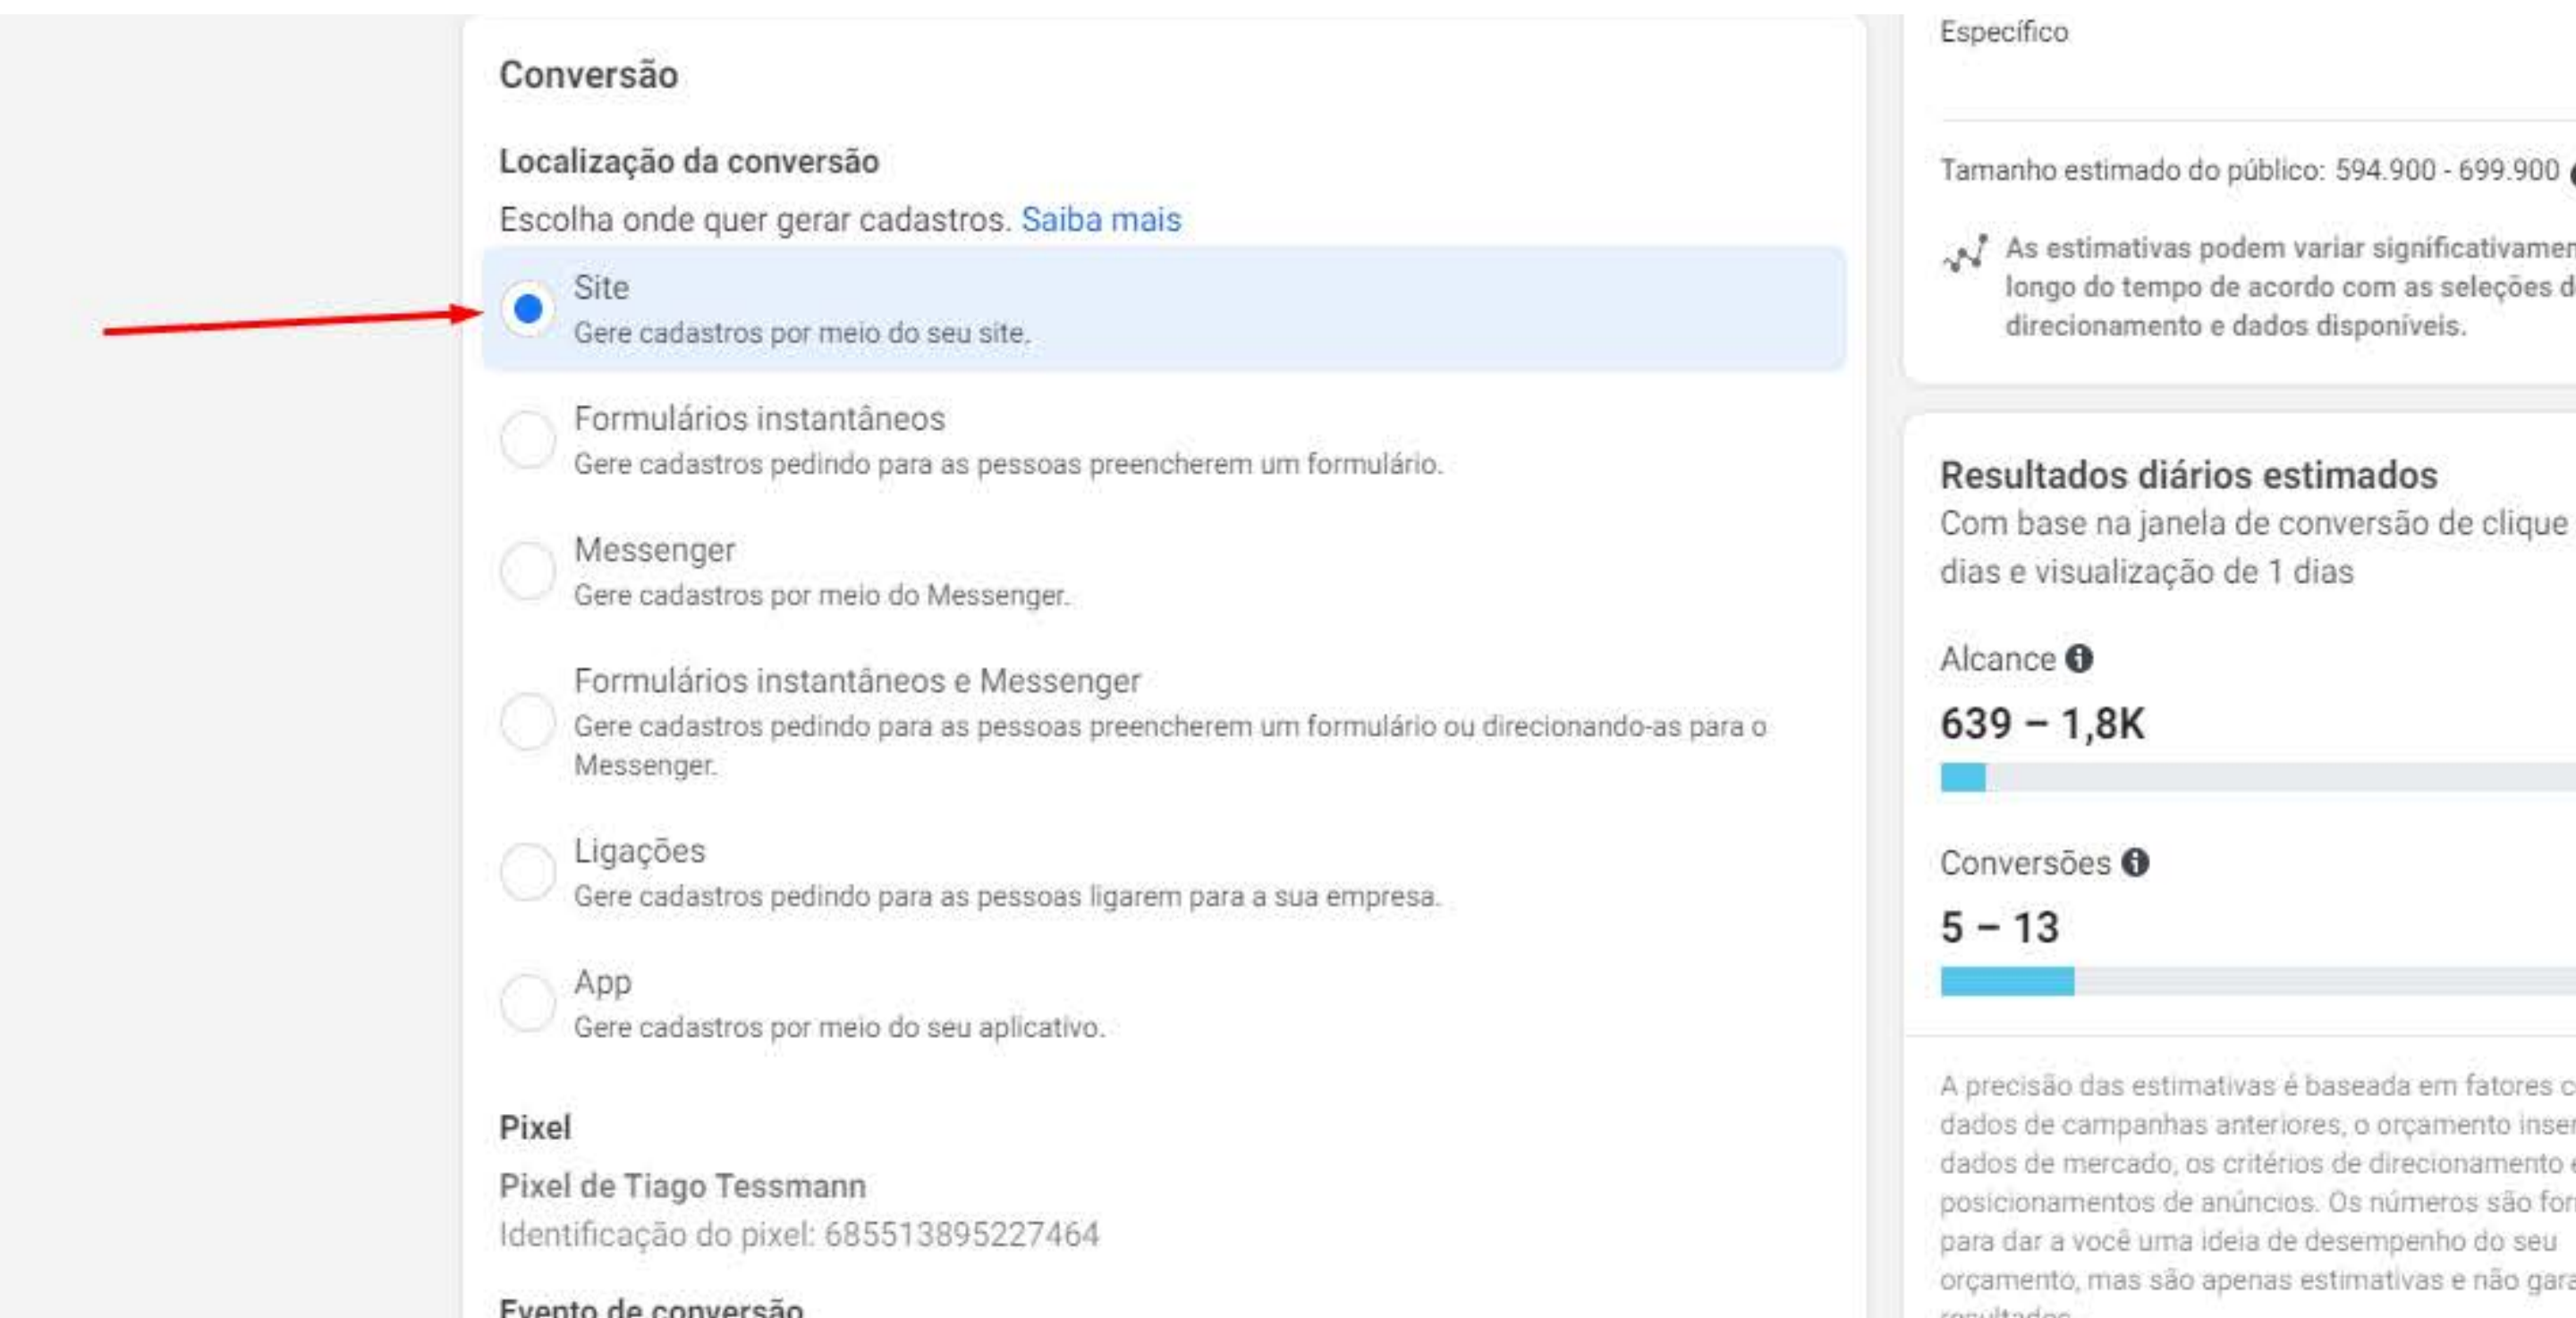 Conversão
Localização da conversão
Escolha onde quer gerar cadastros. Saiba mais
Site
Gere cadastros por meio do seu site.
Formulários instantâneos
Gere cadastros pedindo para as pessoas preencherem um formulário.
Messenger
Gere cadastros por meio do Messenger.
Formulários instantâneos e Messenger
Gere cadastros pedindo para as pessoas preencherem um formulário ou direcionando-as para o
Messenger.
Ligações
Gere cadastros pedindo para as pessoas ligarem para a sua empresa.
App
Gere cadastros por meio do seu aplicativo.
Pixel
Pixel de Tiago Tessmann
Identificação do pixel: 685513895227464
Evento de conversão
Específico
Tamanho estimado do público: 594.900 - 699.900
As estimativas podem variar
longo do tempo de acordo com as seleções
direcionamento e dados disponíveis.
Resultados diários estimados
Com base na janela de conversão de clique
dias e visualização de 1 dias
Alcance
639 – 1,8K
Conversões
5 – 13
A precisão das estimativas é baseada em fatores
dados de campanhas anteriores, o orçamento
dados de mercado, os critérios de direcionamento
posicionamentos de anúncios. Os números são
para dar a você uma ideia de desempenho do seu
orçamento, mas são apenas estimativas e não